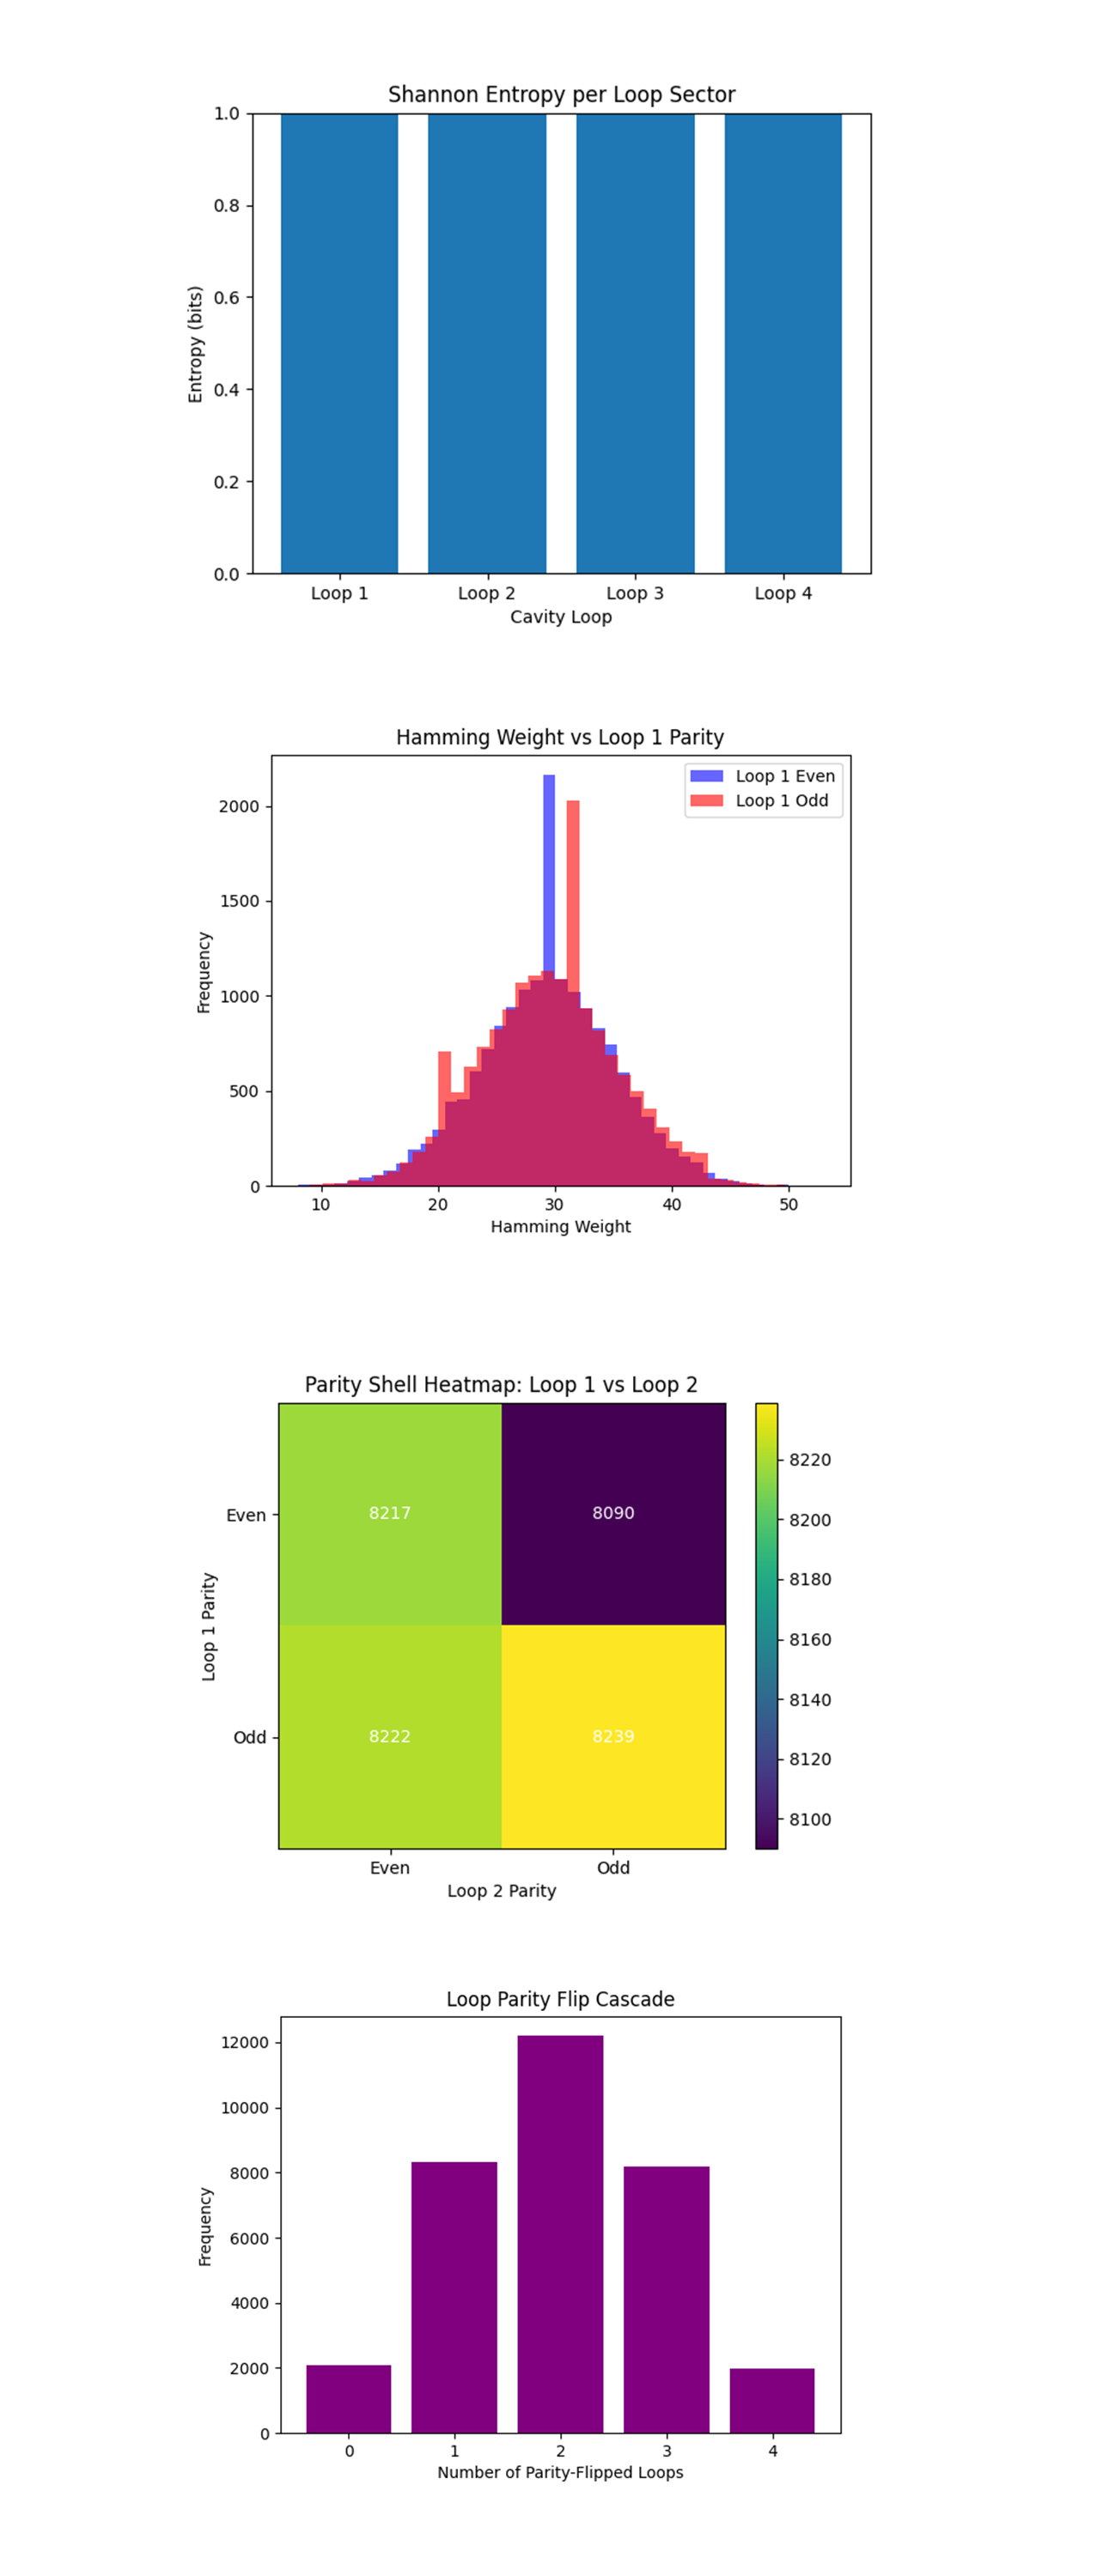 Shannon Entropy per Loop Sector
1.0
0.8
0.6
0.4
0.2
0.0
Entropy (bits)
Loop 1 Loop 2 Loop 3 Loop 4
Cavity Loop
Hamming Weight vs Loop 1 Parity
Loop 1 Even
Loop 1 Odd
2000
1500
1000
500
0
Frequency
10 20 30 40 50
Hamming Weight
Parity Shell Heatmap: Loop 1 vs Loop 2
Even
Odd
Loop 1 Parity
8217 8090
8222 8239
Even Odd
Loop 2 Parity
8220
8200
8180
8160
8140
8120
8100
Loop Parity Flip Cascade
12000
10000
8000
6000
4000
2000
0
Frequency
0 1 2 3 4
Number of Parity-Flipped Loops